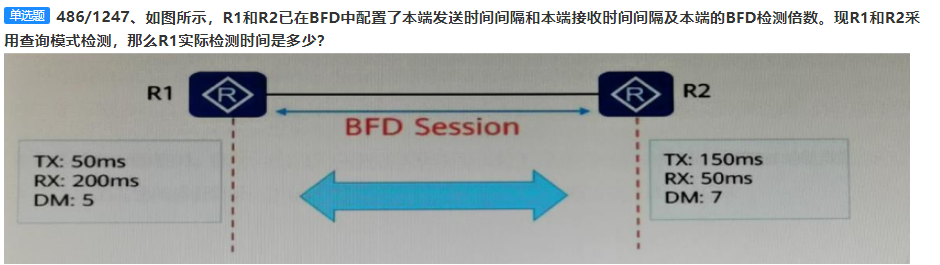 单选题 486/1247、如图所示，R1和R2已在BFD中配置了本端发送时间间隔和本端接收时间间隔及本端的BFD检测倍数。现R1和R2采
用查询模式检测，那么R1实际检测时间是多少?
R1 R R R2
BFD Session
TX: 50ms
RX: 200ms
DM: 5
TX: 150ms
RX: 50ms
DM: 7